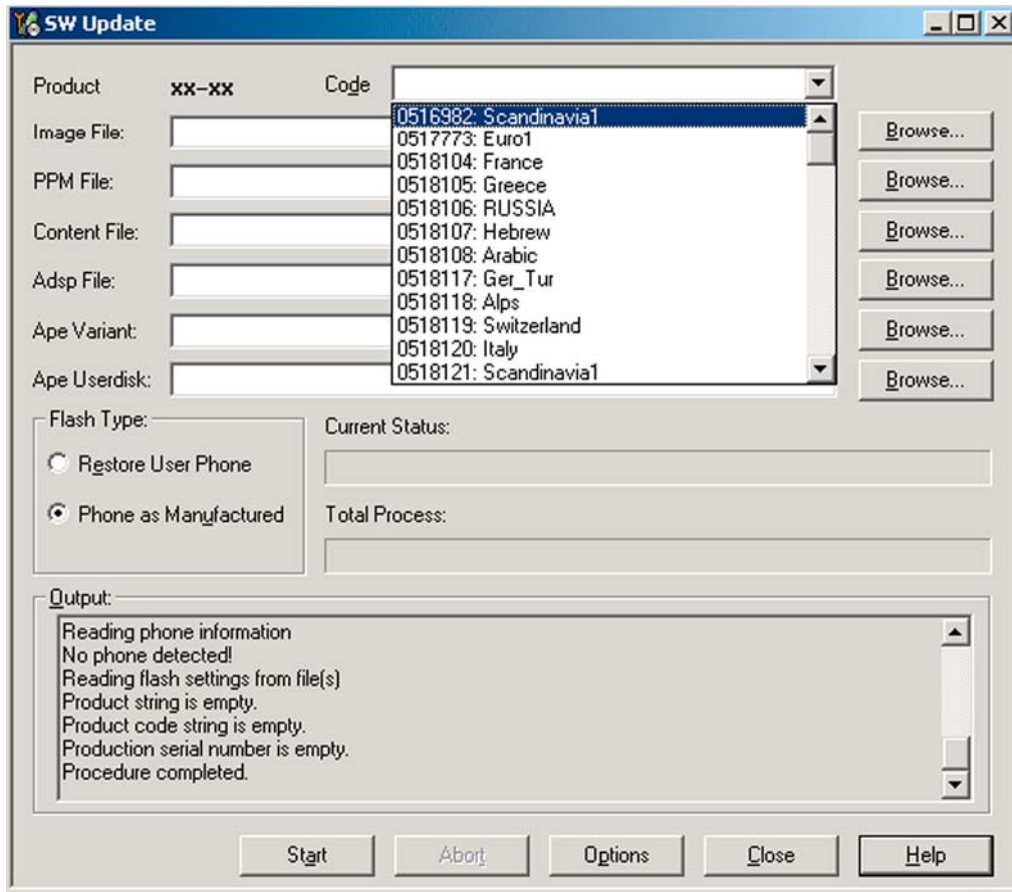 SW Update
Product xx-xx Code
0516982: Scandinavia1
0517773: Euro1
0518104: France
0518105: Greece
0518106: RUSSIA
0518107: Hebrew
0518108: Arabic
0518117: Ger_Tur
0518118: Alps
0518119: Switzerland
0518120: Italy
0518121: Scandinavia1
Image File: Browse...
PPM File: Browse...
Content File: Browse...
Adsp File: Browse...
Ape Variant: Browse...
Ape Userdisk: Browse...
Flash Type:
Restore User Phone
Phone as Manufactured
Current Status:
Total Process:
Output:
Reading phone information
No phone detected!
Reading flash settings from file(s)
Product string is empty.
Product code string is empty.
Production serial number is empty.
Procedure completed.
Start Abort Options Close Help